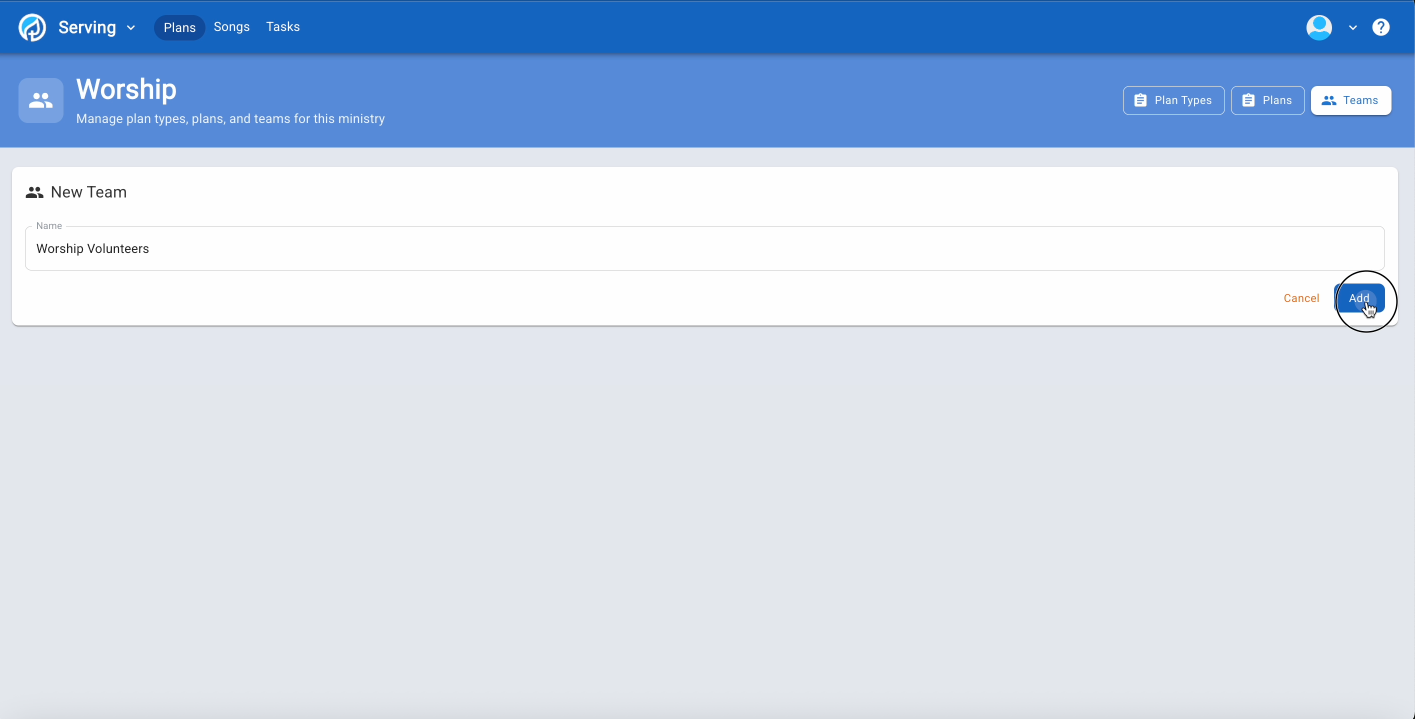 Serving Plans Songs Tasks
Worship
Manage plan types, plans, and teams for this ministry
Plan Types Plans Teams
New Team
Name
Worship Volunteers
Cancel Add